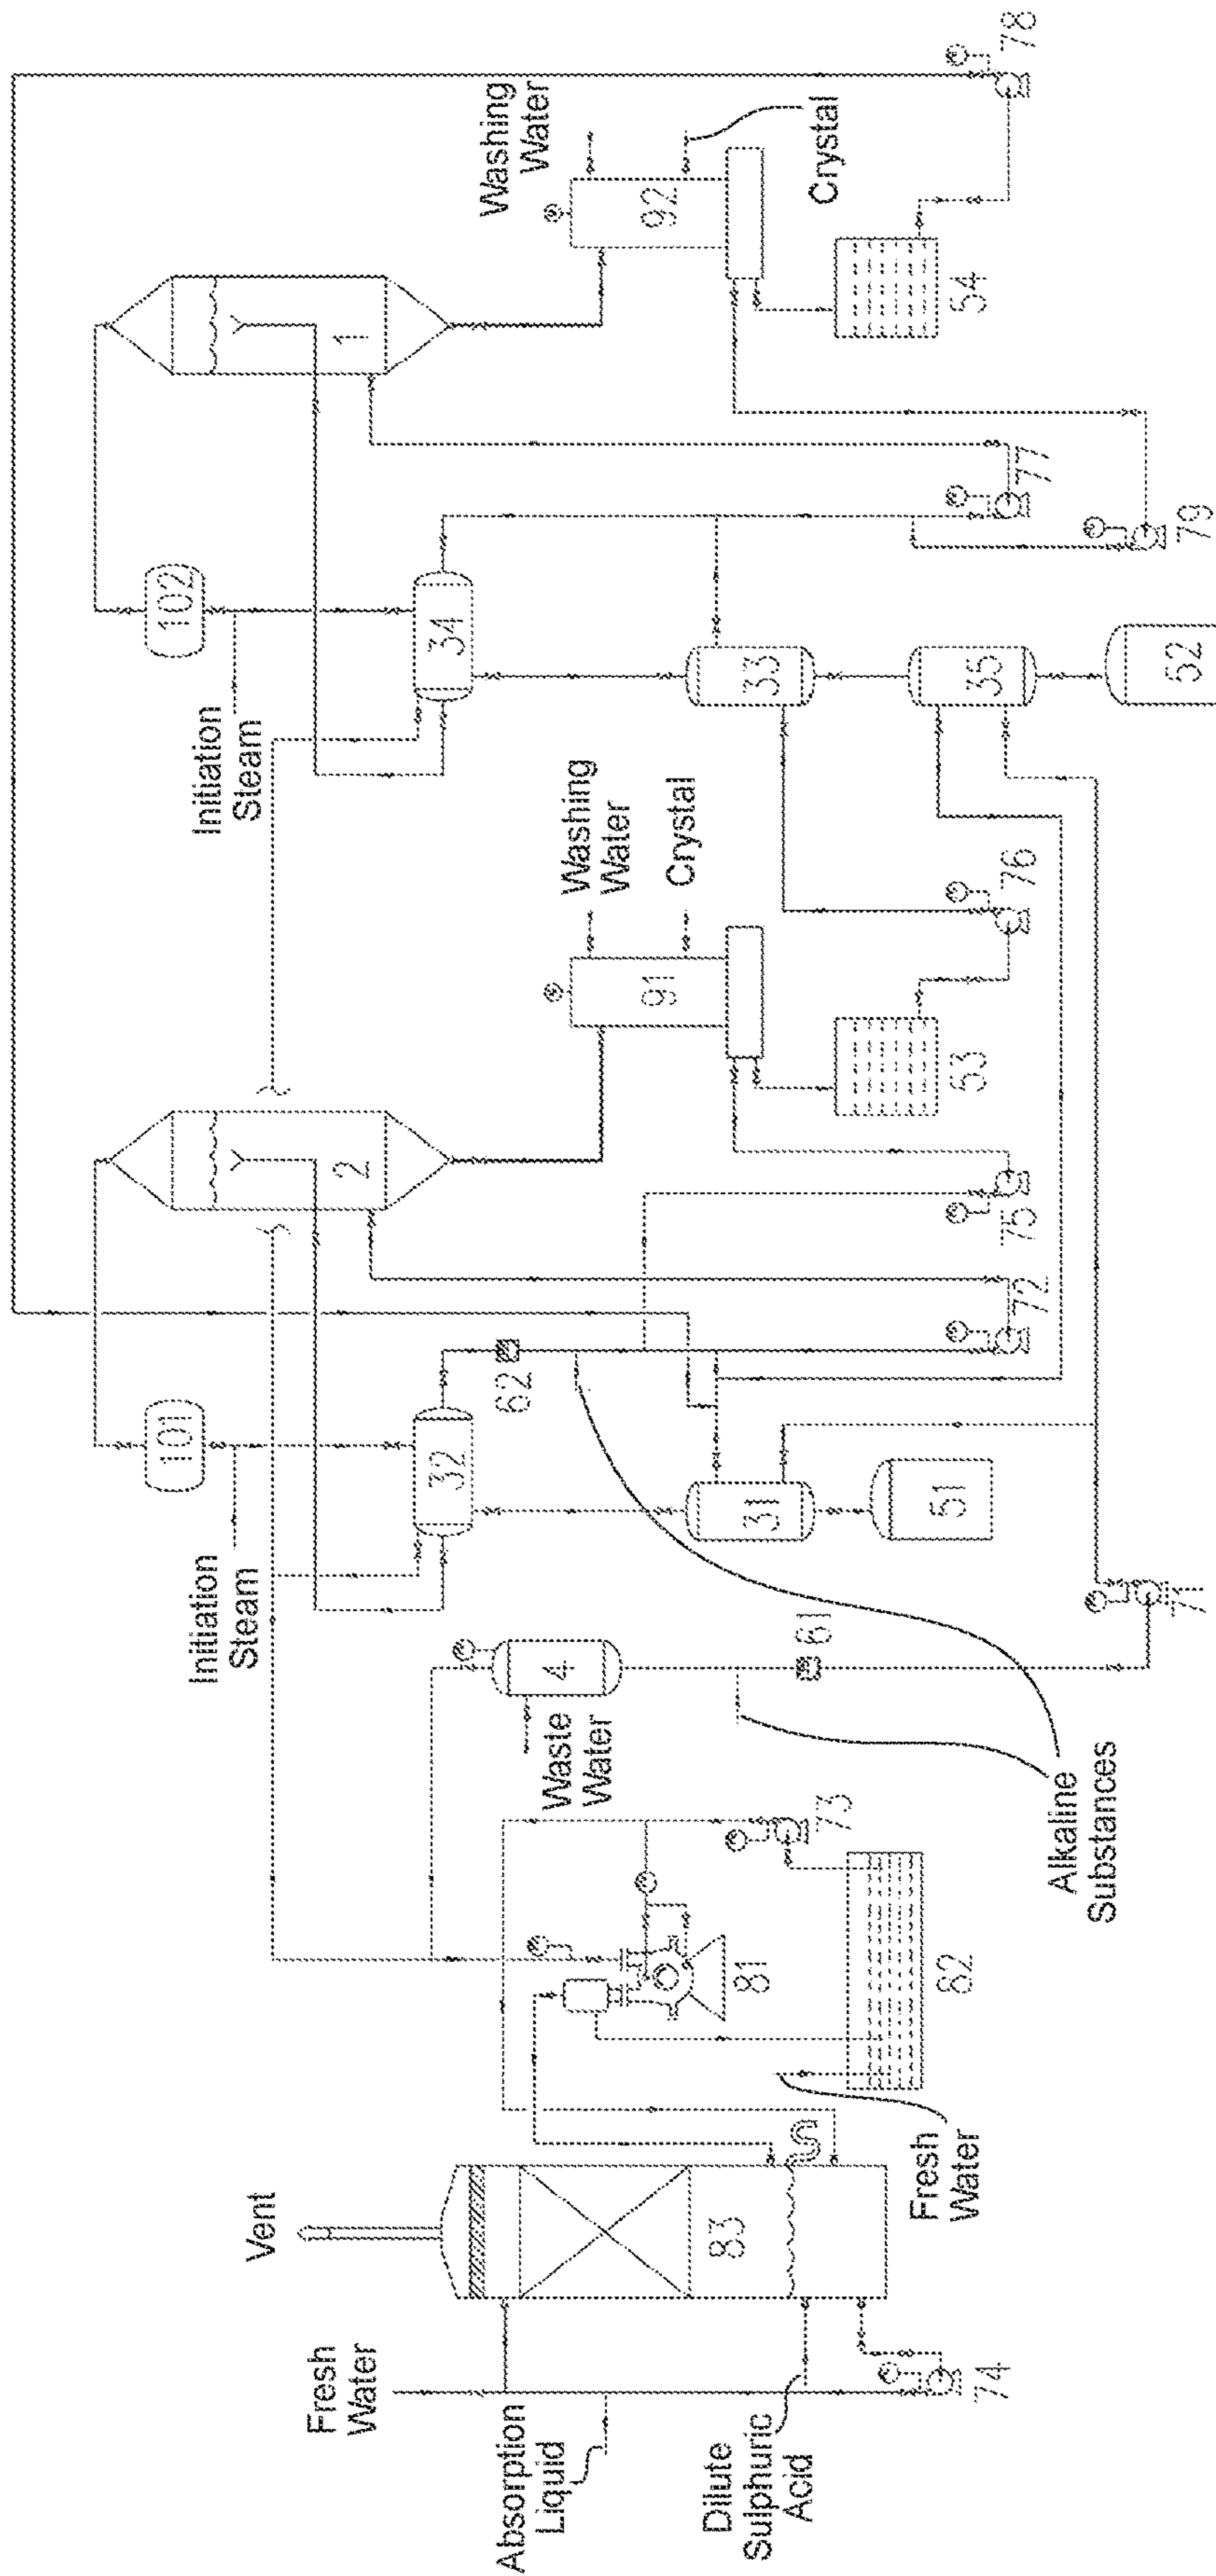 Vent
Fresh
Water
Absorption
Liquid
Dilute
Sulphuric
Acid
83
74
Fresh
Water
81
82
73
Waste
Water
4
61
71
Alkaline
Substances
Initiation
Steam
101
32
62
31
51
72
75
2
91
Washing
Water
Crystal
53
76
Initiation
Steam
102
34
33
35
52
1
77
79
92
Washing
Water
Crystal
54
78